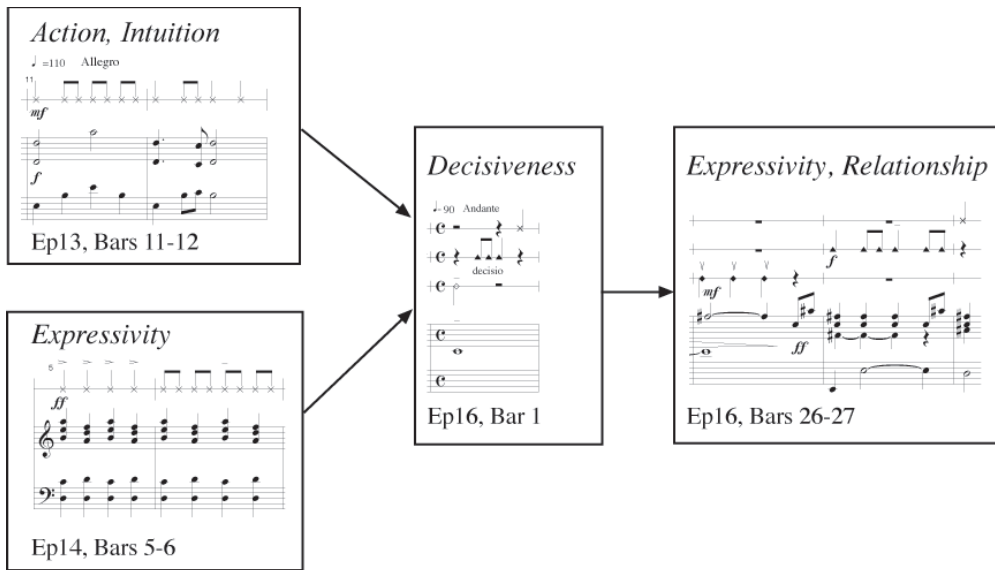 Action, Intuition
♩ =110 Allegro
11
mf
f
Ep13, Bars 11-12
Expressivity
5
ff
Ep14, Bars 5-6
Decisiveness
♩=90 Andante
decisio
Ep16, Bar 1
Expressivity, Relationship
f
mf
ff
Ep16, Bars 26-27